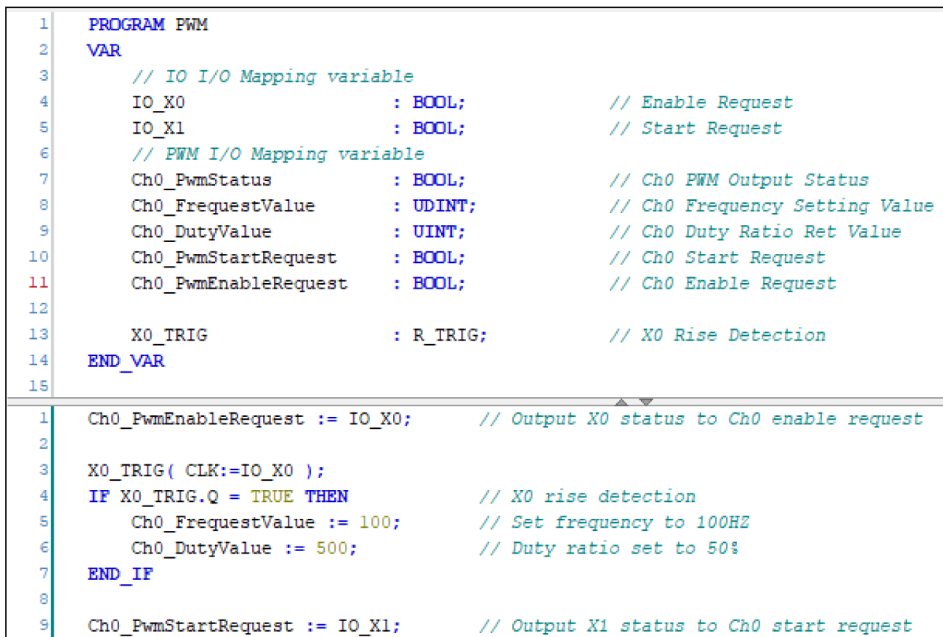 1 PROGRAM PWM
2 VAR
3 // IO I/O Mapping variable
4 IO_X0 : BOOL; // Enable Request
5 IO_X1 : BOOL; // Start Request
6 // PWM I/O Mapping variable
7 Ch0_PwmStatus : BOOL; // Ch0 PWM Output Status
8 Ch0_FrequestValue : UDINT; // Ch0 Frequency Setting Value
9 Ch0_DutyValue : UINT; // Ch0 Duty Ratio Ret Value
10 Ch0_PwmStartRequest : BOOL; // Ch0 Start Request
11 Ch0_PwmEnableRequest : BOOL; // Ch0 Enable Request
12
13 X0_TRIG : R_TRIG; // X0 Rise Detection
14 END_VAR
15
1 Ch0_PwmEnableRequest := IO_X0; // Output X0 status to Ch0 enable request
2
3 X0_TRIG( CLK:=IO_X0 );
4 IF X0_TRIG.Q = TRUE THEN // X0 rise detection
5 Ch0_FrequestValue := 100; // Set frequency to 100HZ
6 Ch0_DutyValue := 500; // Duty ratio set to 50%
7 END_IF
8
9 Ch0_PwmStartRequest := IO_X1; // Output X1 status to Ch0 start request